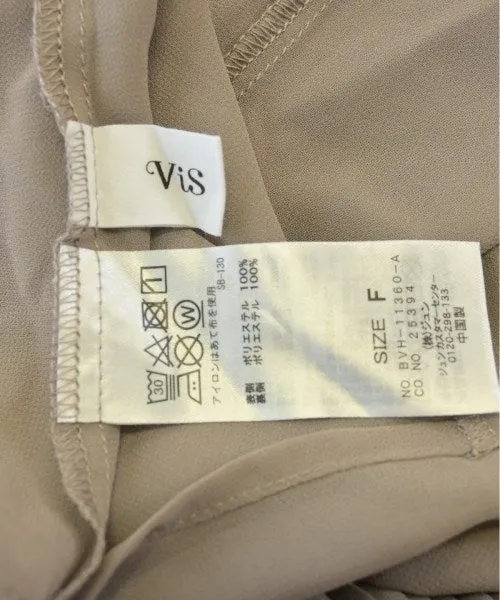 ViS
30
W
アイロンはあて布を使用
SB-130
表側 ポリエステル 100%
裏側 ポリエステル 100%
SIZE F
NO. BVH-11360-A
CO. NO 25394
(株)ジュン
ジュンカスタマーセンター
0120-298-133
中国製